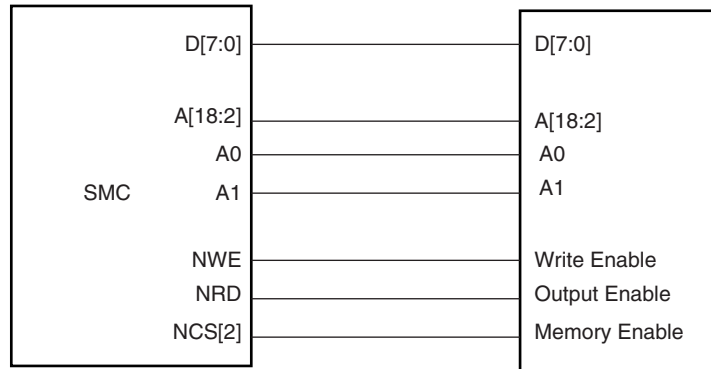 D[7:0] D[7:0]
A[18:2] A[18:2]
A0 A0
SMC A1 A1
NWE Write Enable
NRD Output Enable
NCS[2] Memory Enable